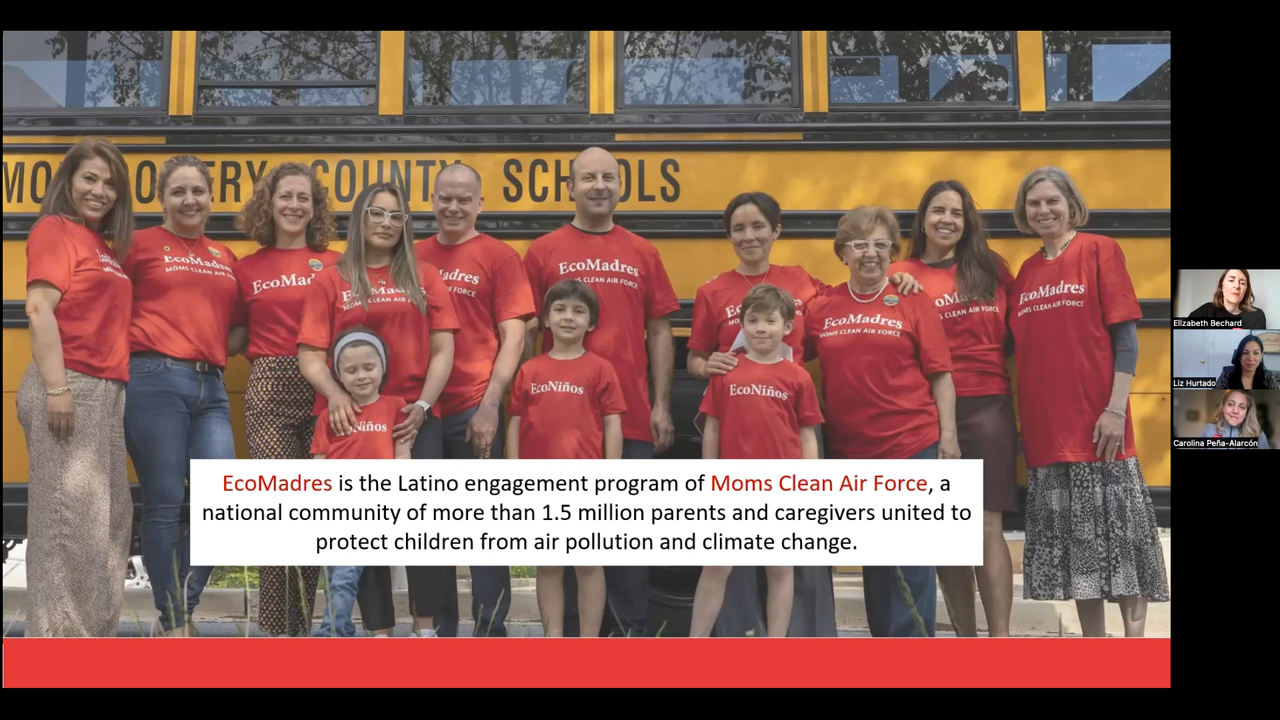 COUNTY SCHOOLS
EcoMadres
MOMS CLEAN AIR FORCE
EcoMadres
MOMS CLEAN AIR FORCE
EcoMadres
MOMS CLEAN AIR FORCE
EcoMadres
MOMS CLEAN AIR FORCE
EcoNiños
EcoNiños
EcoMadres is the Latino engagement program of Moms Clean Air Force, a
national community of more than 1.5 million parents and caregivers united to
protect children from air pollution and climate change.
Elizabeth Bechard
Liz Hurtado
Carolina Peña-Alarcón